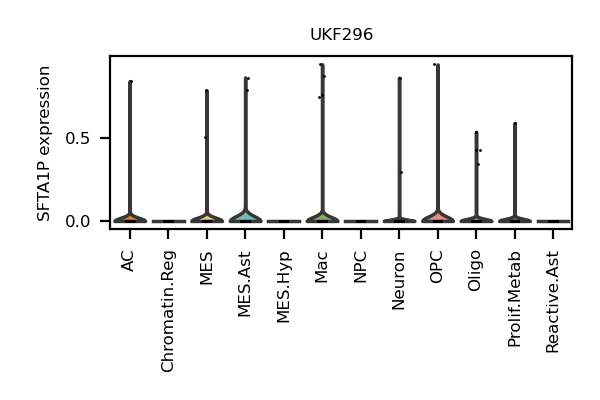 UKF296
SFTA1P expression
0.5
0.0
AC
Chromatin.Reg
MES
MES.Ast
MES.Hyp
Mac
NPC
Neuron
OPC
Oligo
Prolif.Metab
Reactive.Ast